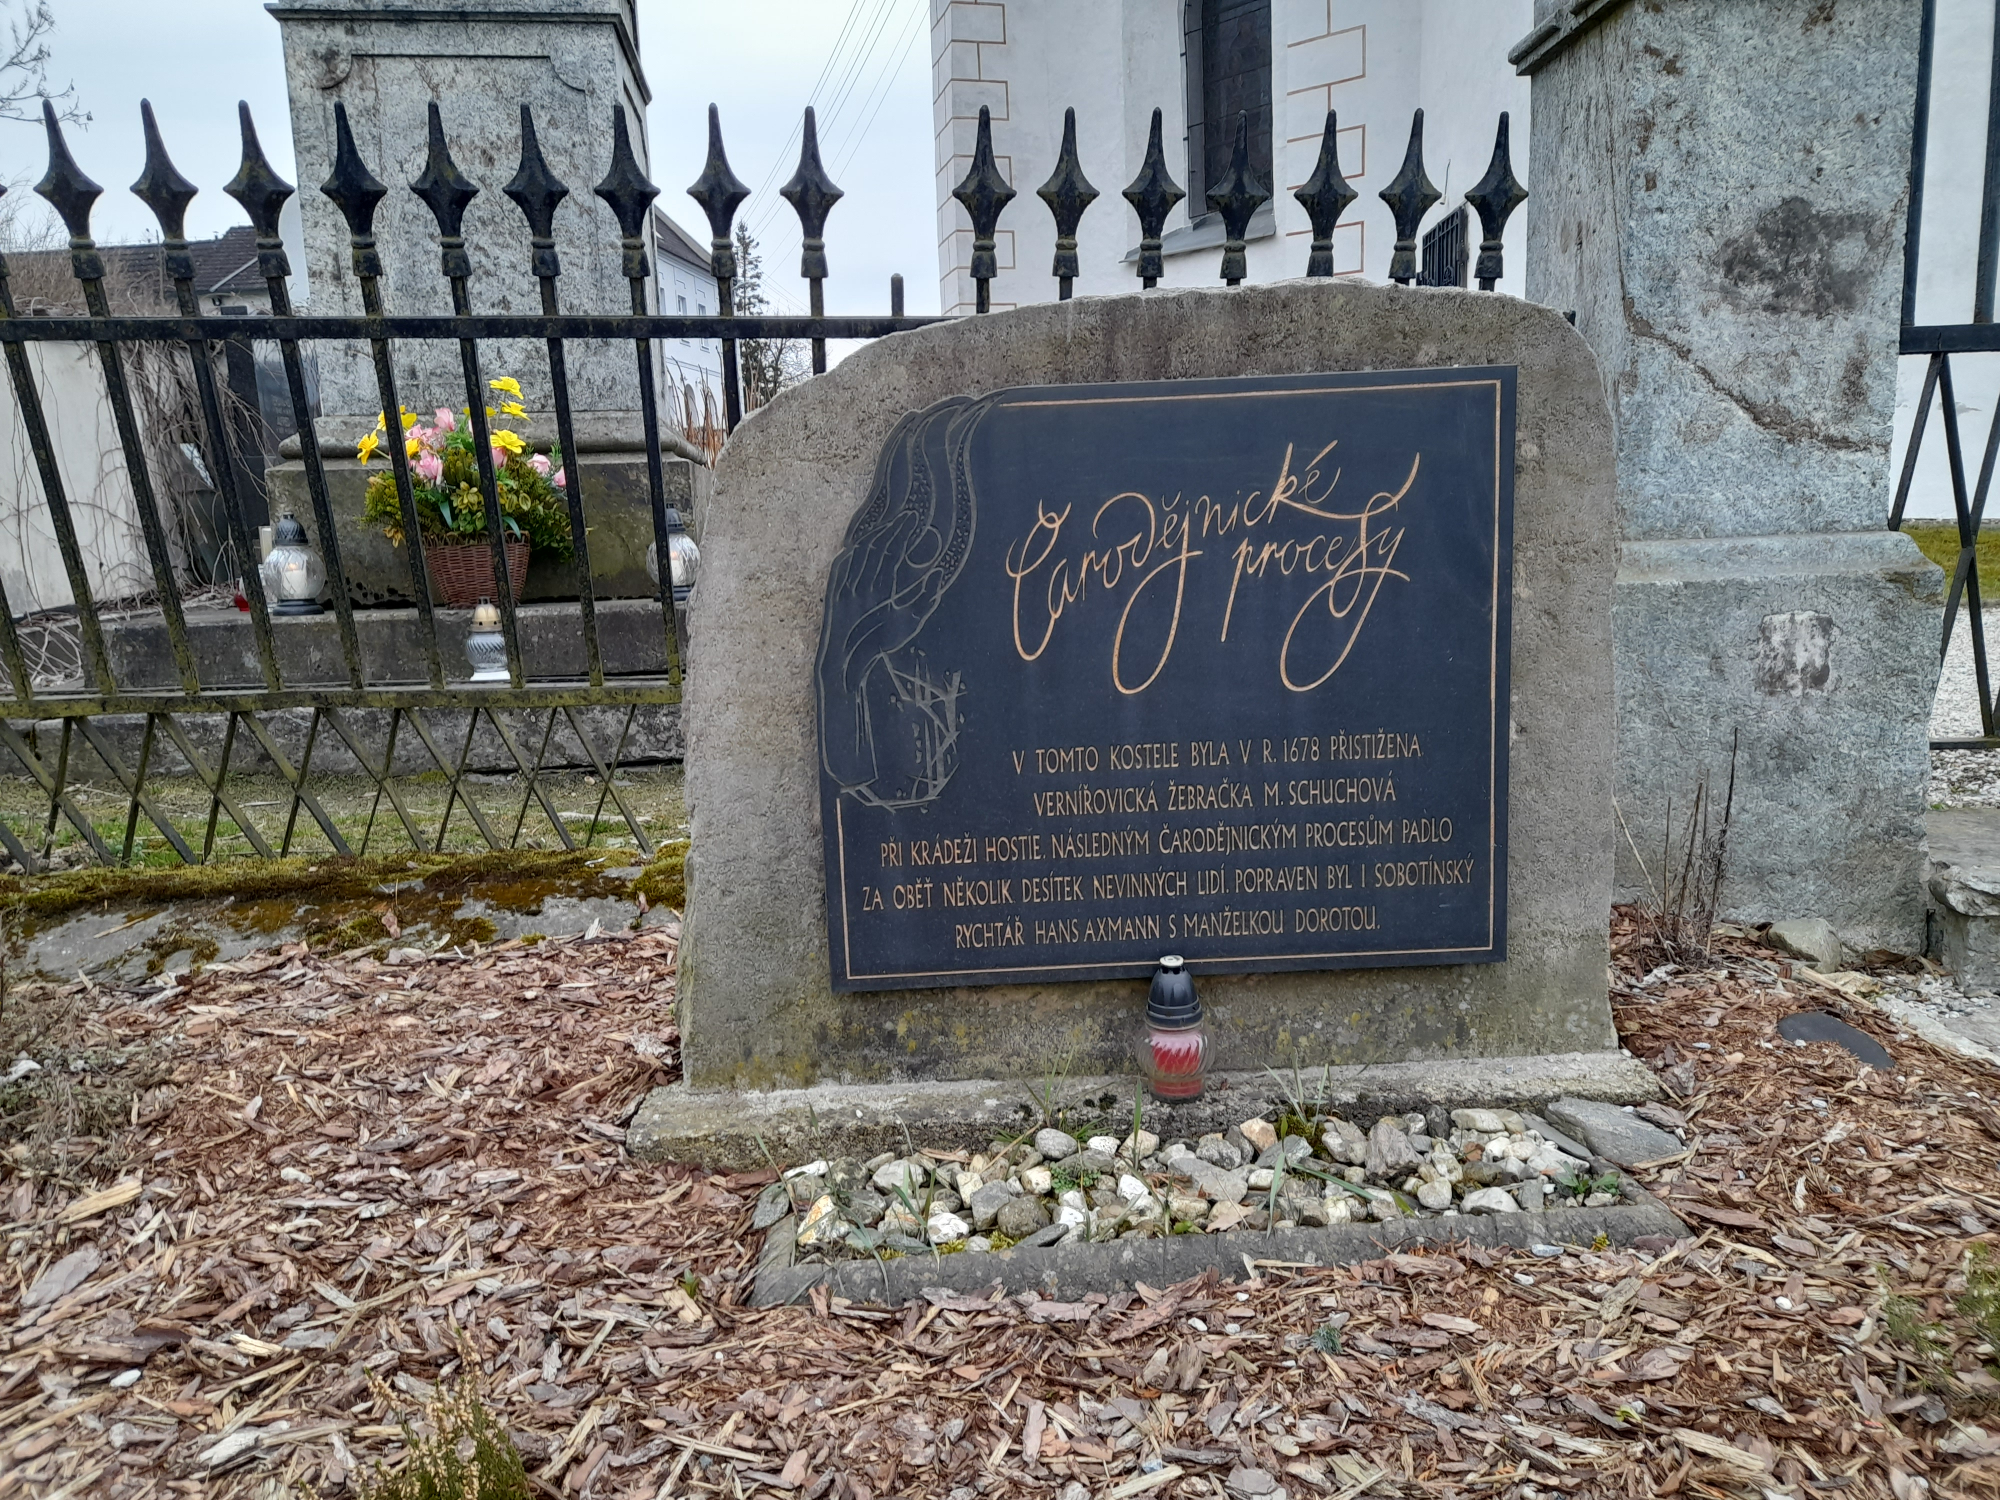 Čarodějnické
procesy
V TOMTO KOSTELE BYLA V R. 1678 PŘISTIŽENA
VERNÍŘOVICKÁ ŽEBRAČKA M. SCHUCHOVÁ
PŘI KRÁDEŽI HOSTIE. NÁSLEDNÝM ČARODĚJNICKÝM PROCESŮM PADLO
ZA OBĚŤ NĚKOLIK DESÍTEK NEVINNÝCH LIDÍ. POPRAVEN BYL I SOBOTÍNSKÝ
RYCHTÁŘ HANS AXMANN S MANŽELKOU DOROTOU.